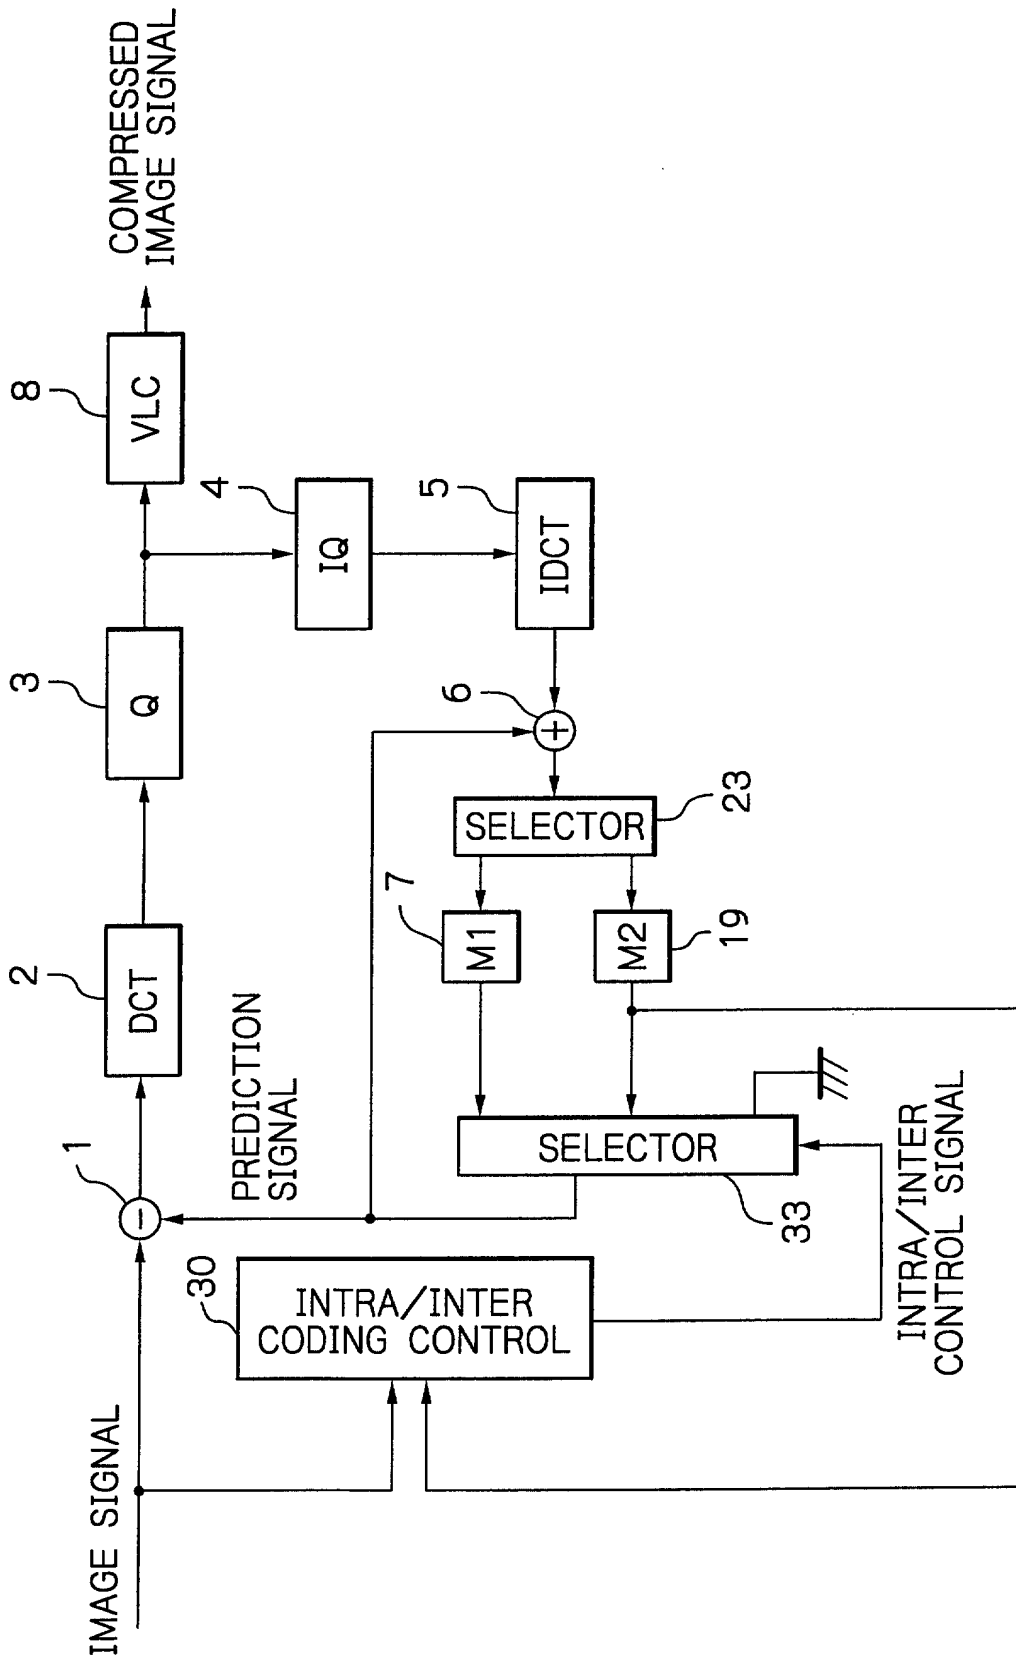 IMAGE SIGNAL
1
2
DCT
3
Q
8
VLC
COMPRESSED
IMAGE SIGNAL
PREDICTION
SIGNAL
4
IQ
5
IDCT
6
+
−
30
INTRA/INTER
CODING CONTROL
7
M1
SELECTOR
23
M2
19
SELECTOR
33
INTRA/INTER
CONTROL SIGNAL